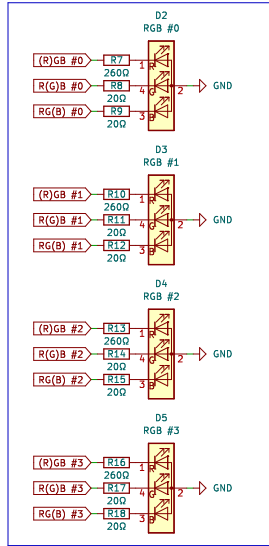 D2
RGB #0
(R)GB #0 R7 1 R
260Ω
R(G)B #0 R8 4 G 2 GND
20Ω
RG(B) #0 R9 3 B
20Ω
D3
RGB #1
(R)GB #1 R10 1 R
260Ω
R(G)B #1 R11 4 G 2 GND
20Ω
RG(B) #1 R12 3 B
20Ω
D4
RGB #2
(R)GB #2 R13 1 R
260Ω
R(G)B #2 R14 4 G 2 GND
20Ω
RG(B) #2 R15 3 B
20Ω
D5
RGB #3
(R)GB #3 R16 1 R
260Ω
R(G)B #3 R17 4 G 2 GND
20Ω
RG(B) #3 R18 3 B
20Ω